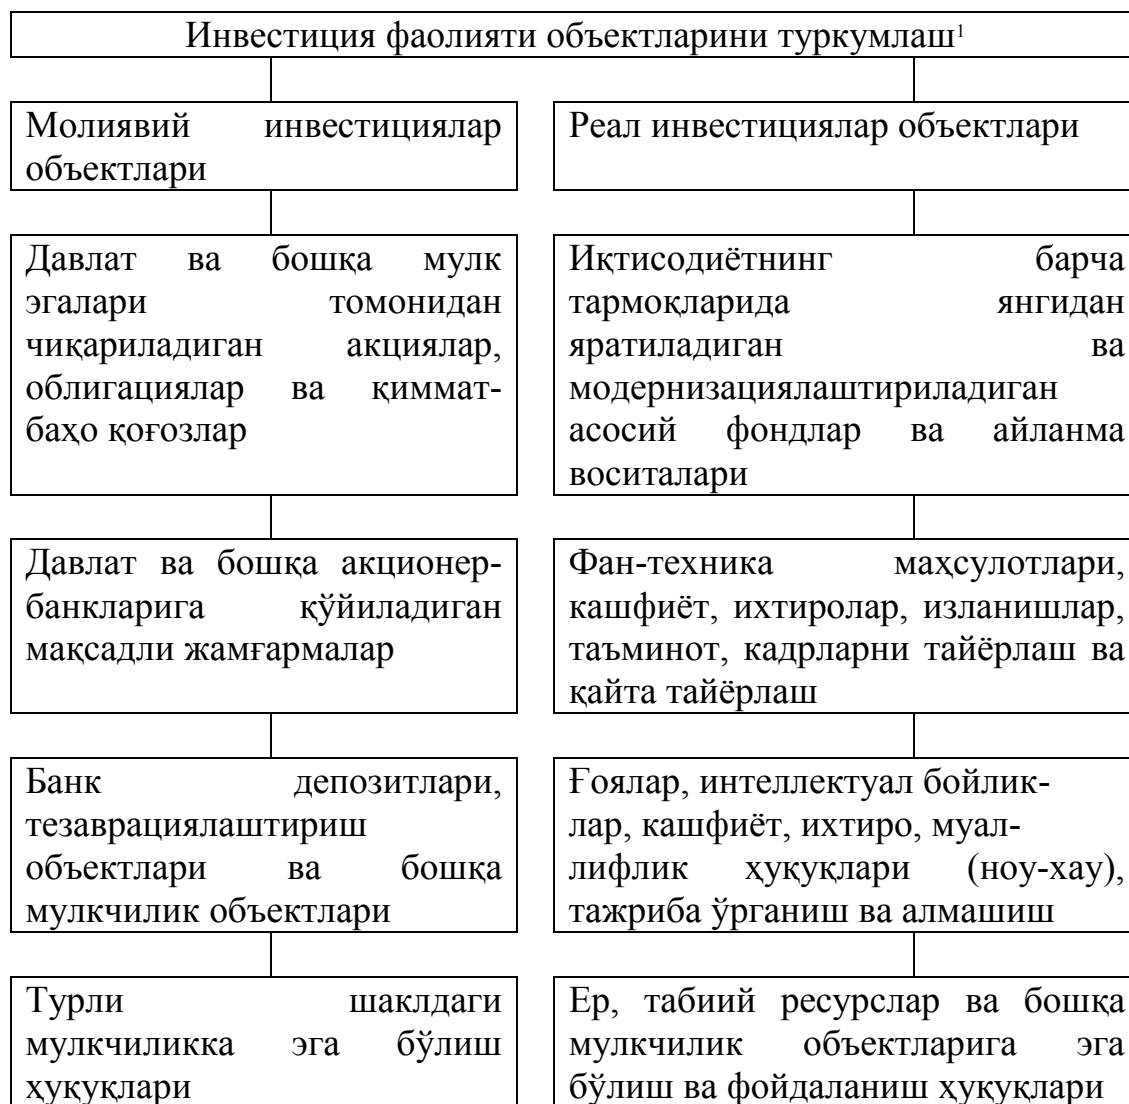 Инвестиция фаолияти объектларини туркумлаш¹
Молиявий инвестициялар
объектлари
Реал инвестициялар объектлари
Давлат ва бошқа мулк
эгалари томонидан
чиқариладиган акциялар,
облигациялар ва қиммат-
баҳо қоғозлар
Иқтисодиётнинг барча
тармоқларида янгидан
яратиладиган ва
модернизациялаштириладиган
асосий фондлар ва айланма
воситалари
Давлат ва бошқа акционер-
банкларига қўйиладиган
мақсадли жамғармалар
Фан-техника маҳсулотлари,
кашфиёт, ихтиролар, изланишлар,
таъминот, кадрларни тайёрлаш ва
қайта тайёрлаш
Банк депозитлари,
тезаврациялаштириш
объектлари ва бошқа
мулкчилик объектлари
Ғоялар, интеллектуал бойлик-
лар, кашфиёт, ихтиро, муал-
лифлик ҳуқуқлари (ноу-хау),
тажриба ўрганиш ва алмашиш
Турли шаклдаги
мулкчиликка эга бўлиш
ҳуқуқлари
Ер, табиий ресурслар ва бошқа
мулкчилик объектларига эга
бўлиш ва фойдаланиш ҳуқуқлари